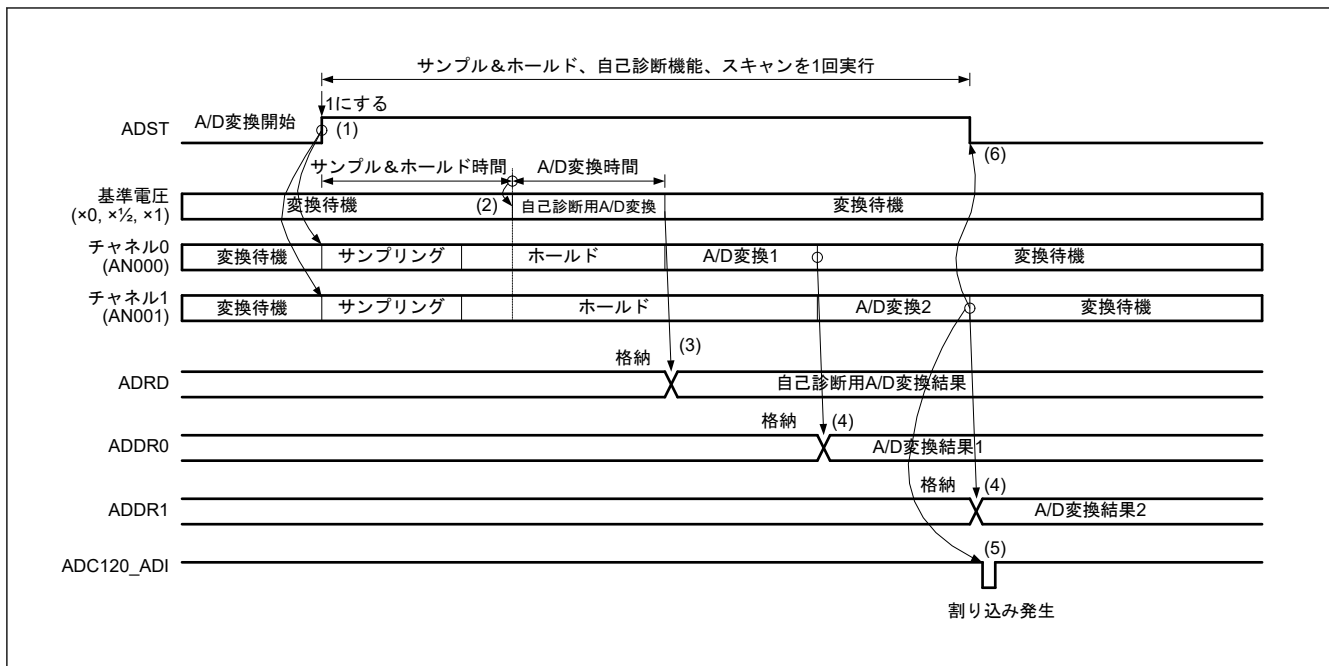 サンプル＆ホールド、自己診断機能、スキャンを1回実行
1にする
ADST
A/D変換開始
(1)
(6)
サンプル＆ホールド時間
A/D変換時間
基準電圧
(×0, ×½, ×1)
変換待機
(2)
自己診断用A/D変換
変換待機
チャネル0
(AN000)
変換待機
サンプリング
ホールド
A/D変換1
変換待機
チャネル1
(AN001)
変換待機
サンプリング
ホールド
A/D変換2
変換待機
格納
(3)
ADRD
自己診断用A/D変換結果
格納
(4)
ADDR0
A/D変換結果1
格納
(4)
ADDR1
A/D変換結果2
(5)
ADC120_ADI
割り込み発生